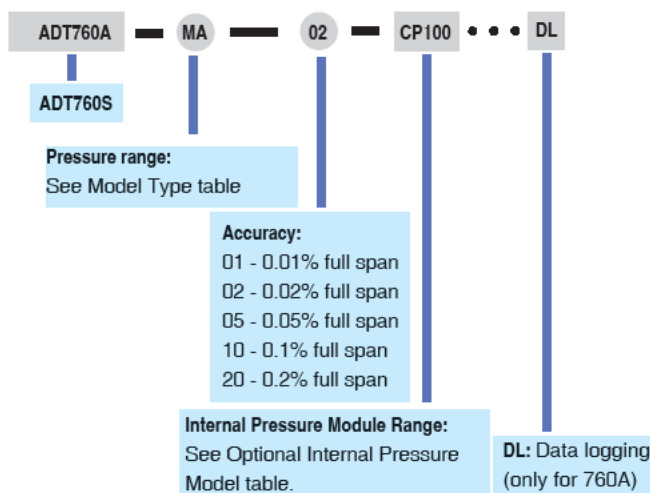 ADT760A MA 02 CP100 DL
ADT760S
Pressure range:
See Model Type table
Accuracy:
01 - 0.01% full span
02 - 0.02% full span
05 - 0.05% full span
10 - 0.1% full span
20 - 0.2% full span
Internal Pressure Module Range:
See Optional Internal Pressure
Model table.
DL: Data logging
(only for 760A)